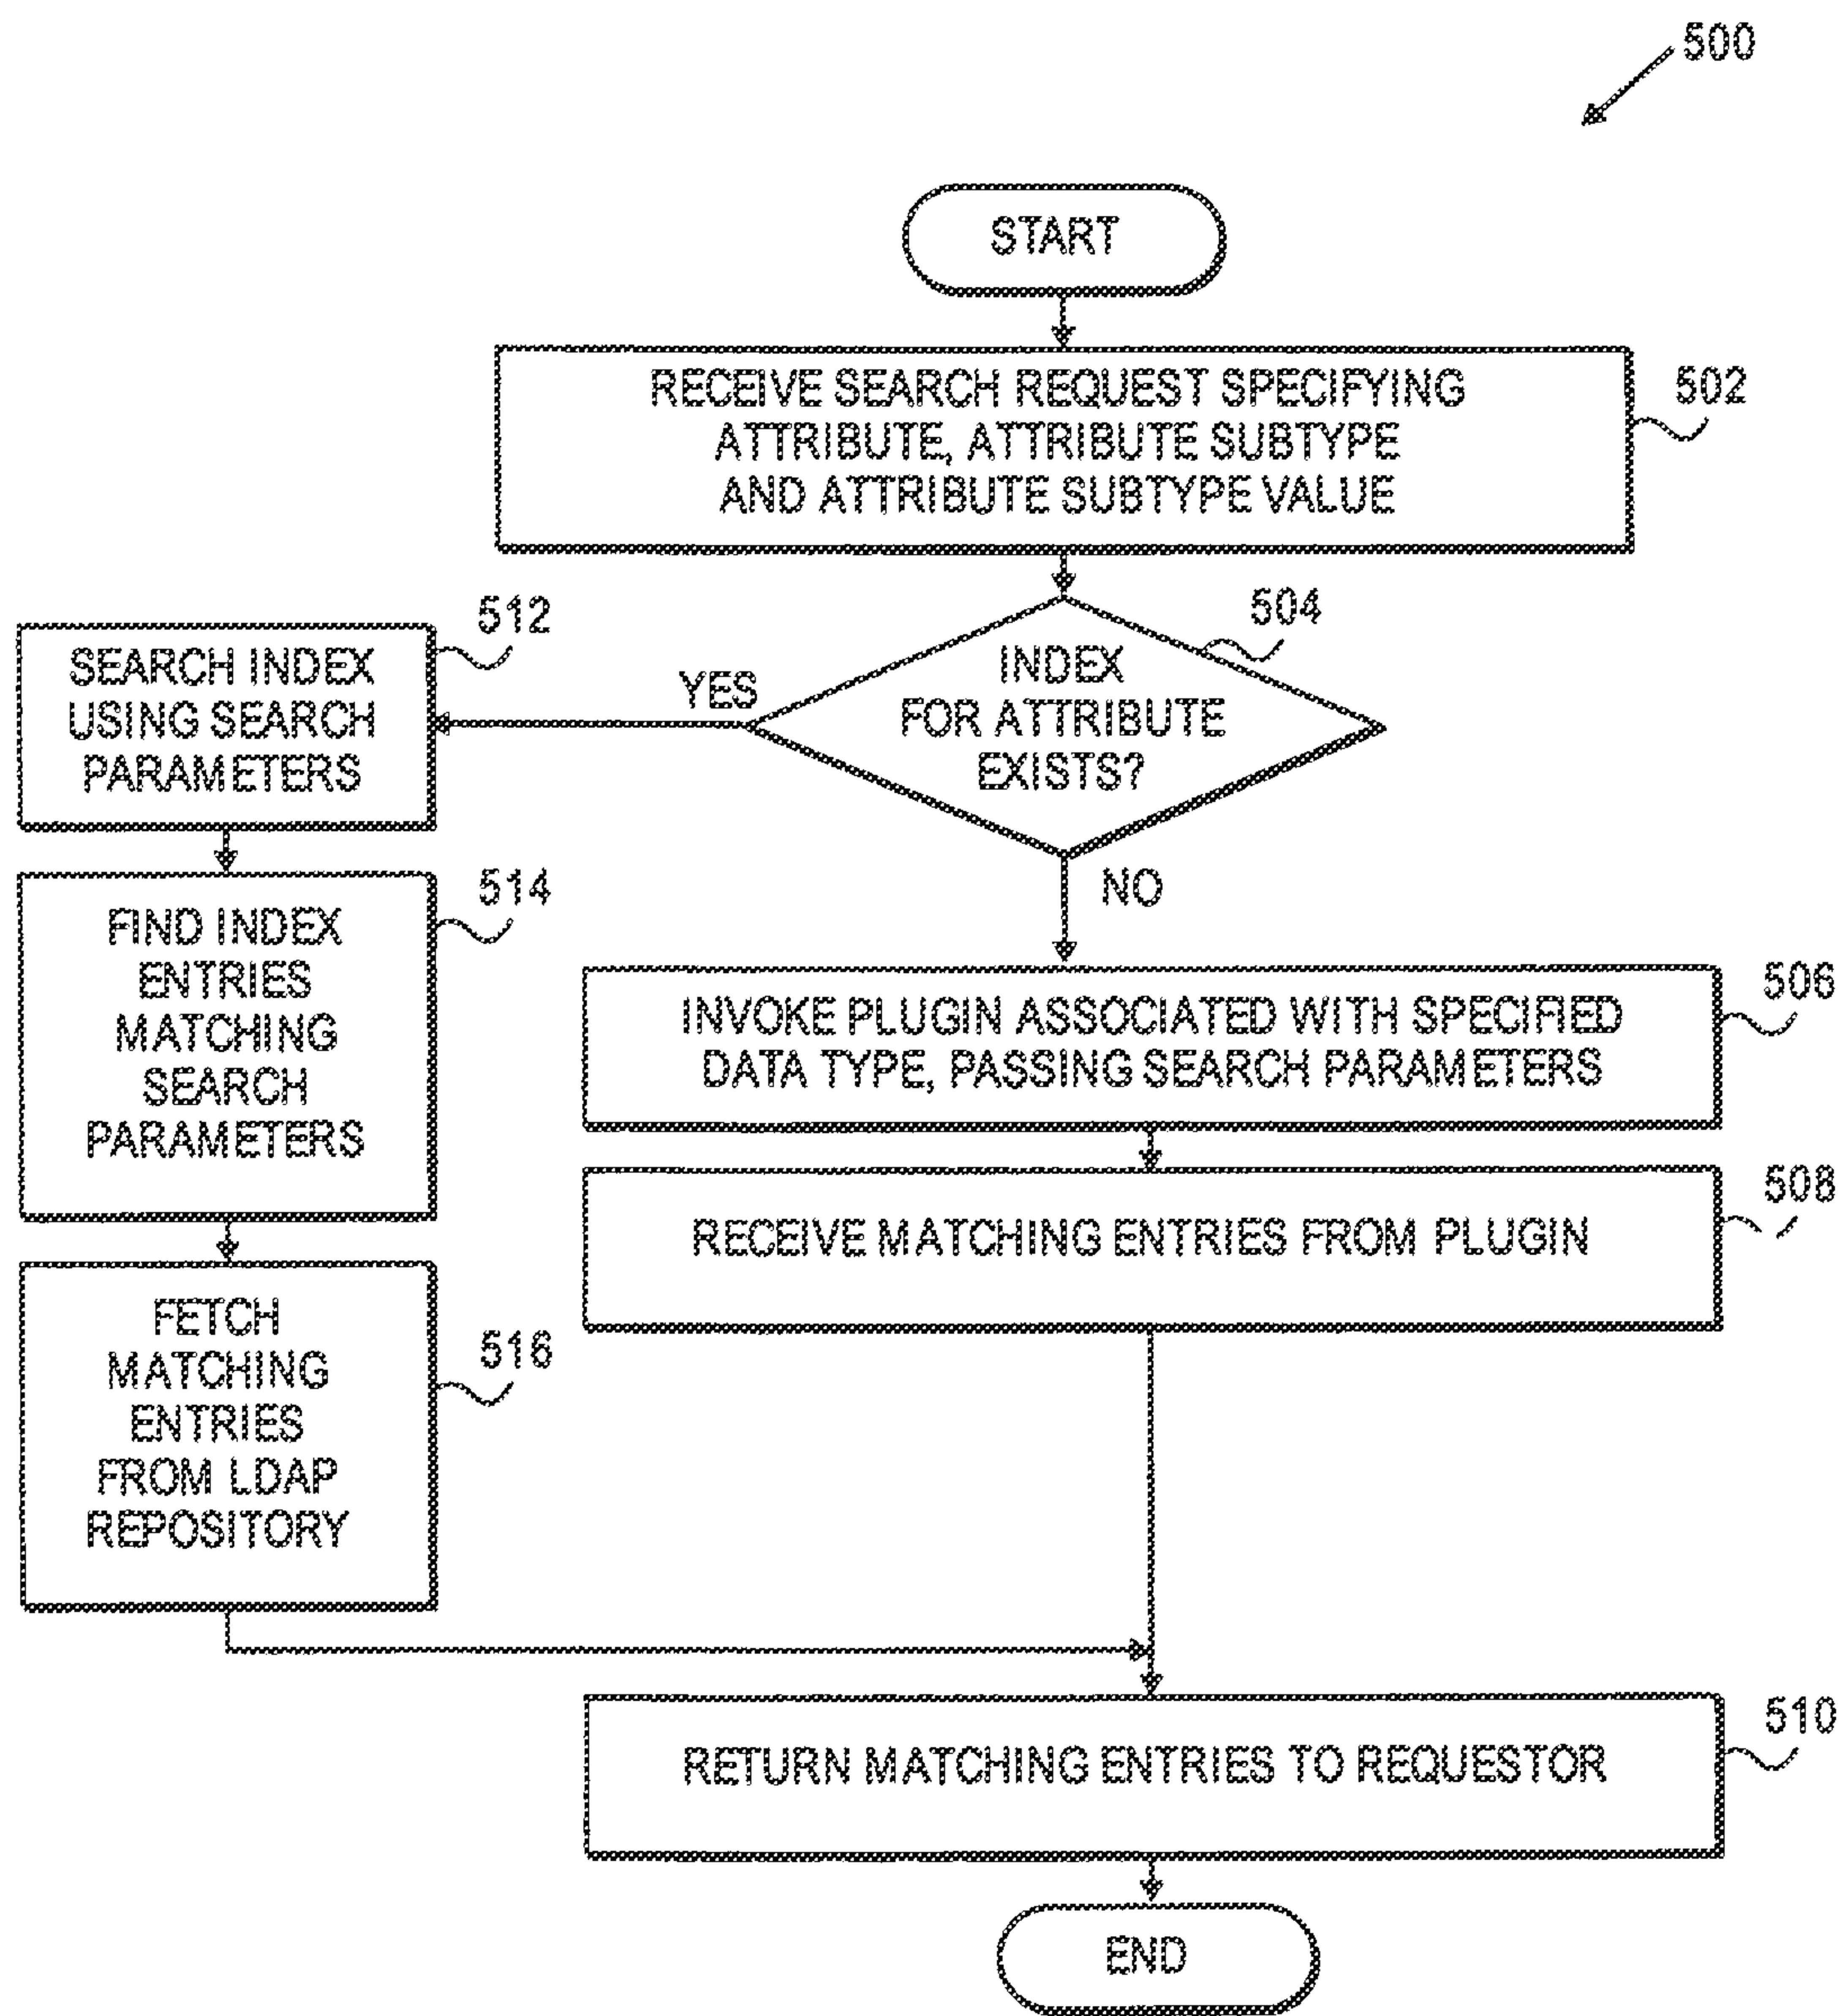 500
START
RECEIVE SEARCH REQUEST SPECIFYING
ATTRIBUTE, ATTRIBUTE SUBTYPE
AND ATTRIBUTE SUBTYPE VALUE
502
504
INDEX
FOR ATTRIBUTE
EXISTS?
YES
NO
512
SEARCH INDEX
USING SEARCH
PARAMETERS
514
FIND INDEX
ENTRIES
MATCHING
SEARCH
PARAMETERS
516
FETCH
MATCHING
ENTRIES
FROM LDAP
REPOSITORY
506
INVOKE PLUGIN ASSOCIATED WITH SPECIFIED
DATA TYPE, PASSING SEARCH PARAMETERS
508
RECEIVE MATCHING ENTRIES FROM PLUGIN
510
RETURN MATCHING ENTRIES TO REQUESTOR
END